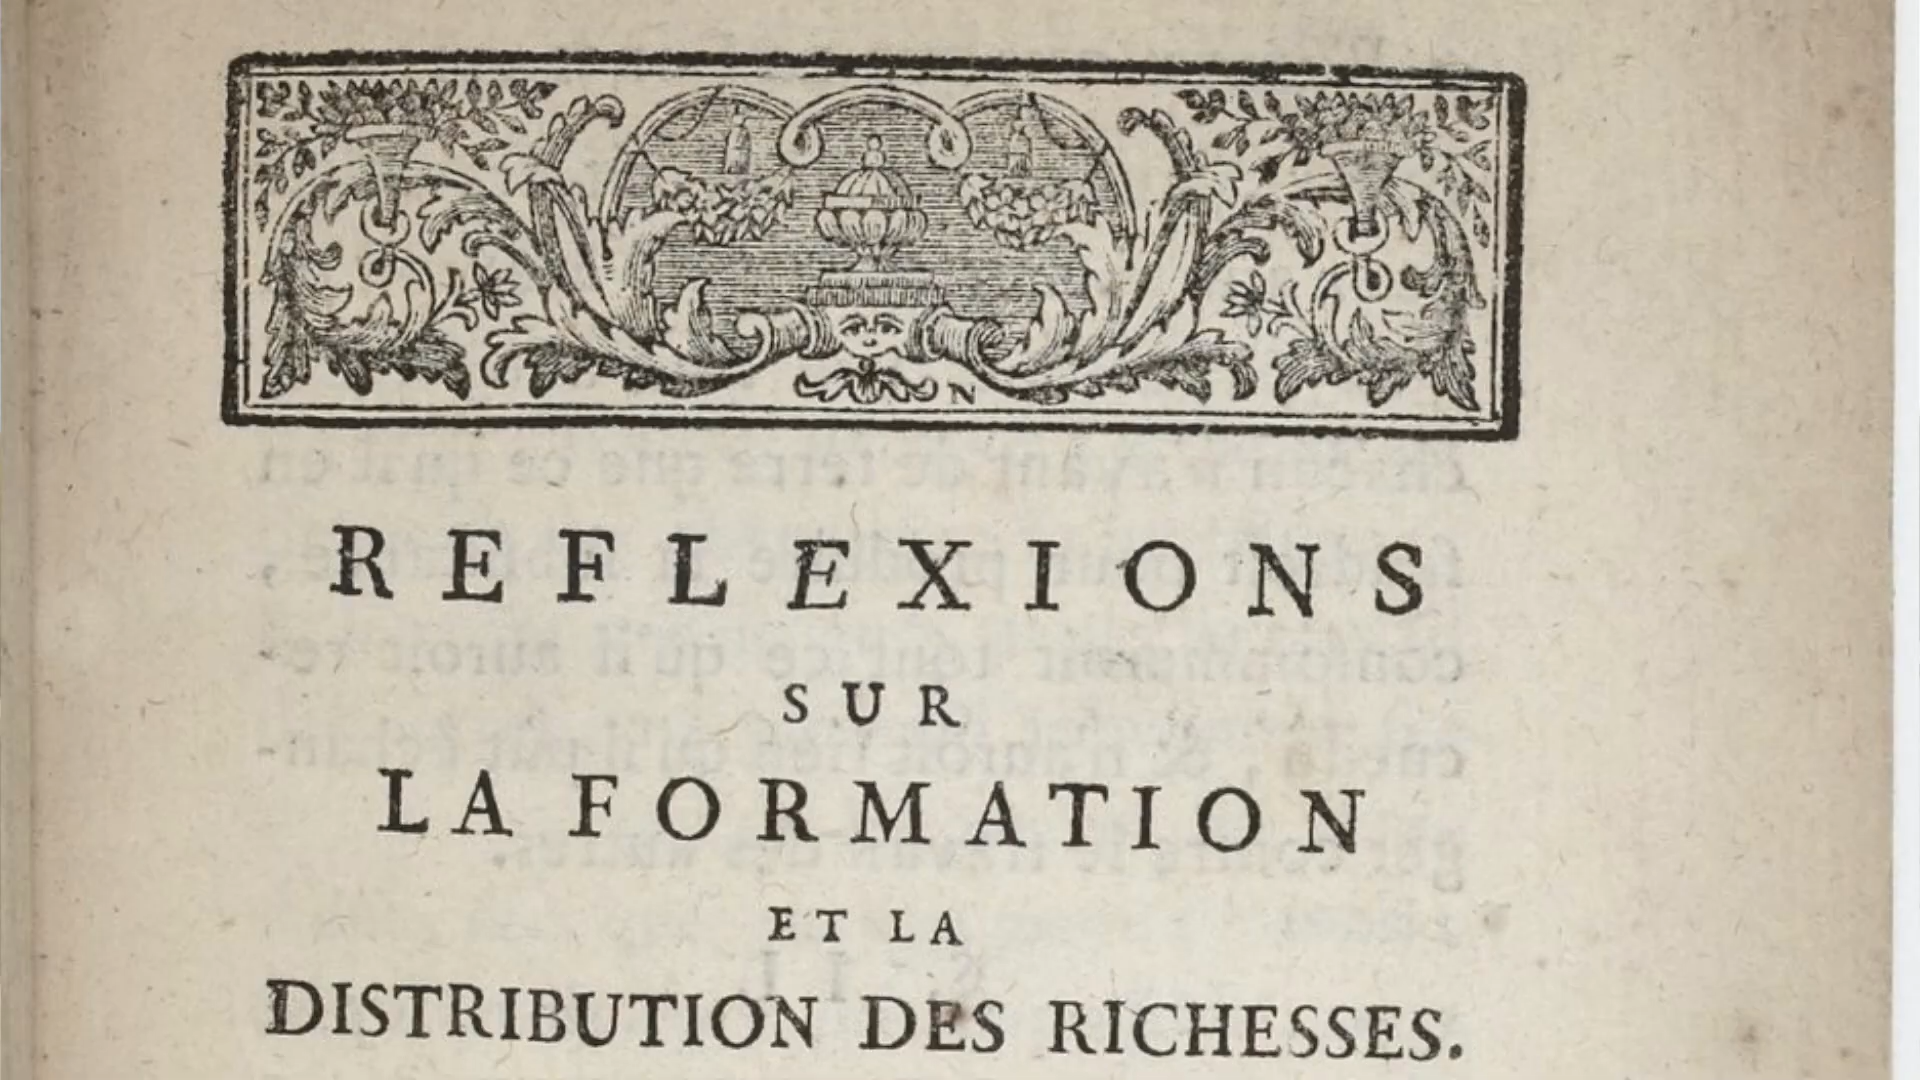 N
REFLEXIONS
SUR
LA FORMATION
ET LA
DISTRIBUTION DES RICHESSES.